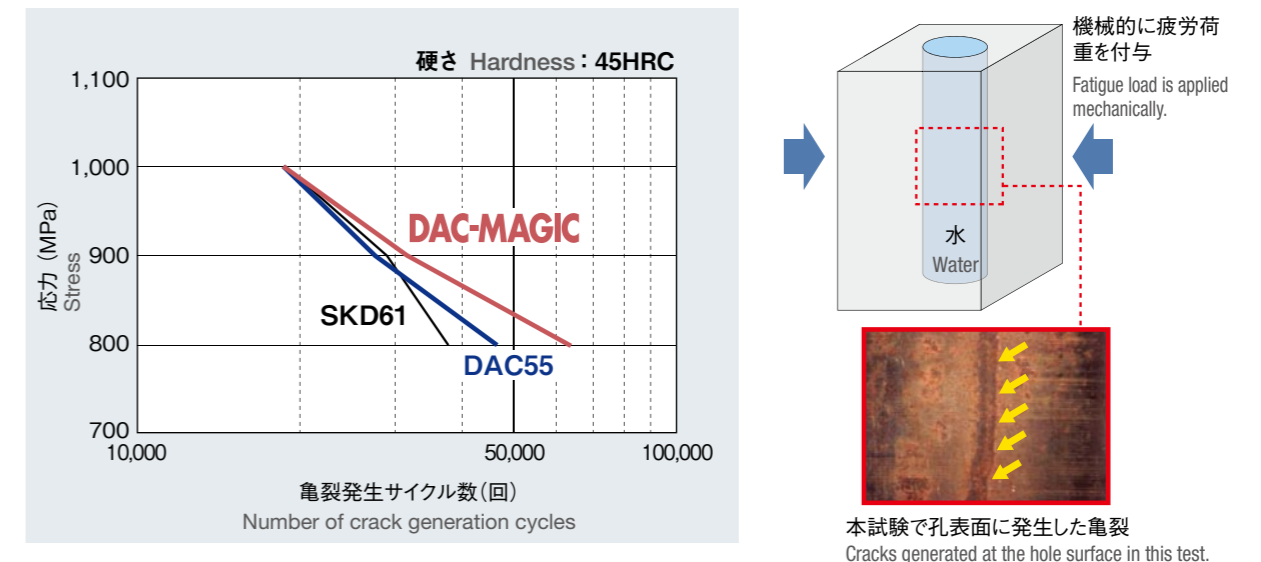 硬さ Hardness：45HRC
1,100
1,000
900
800
700
応力（MPa）
Stress
DAC-MAGIC
SKD61
DAC55
10,000
50,000
100,000
亀裂発生サイクル数（回）
Number of crack generation cycles
機械的に疲労荷
重を付与
Fatigue load is applied
mechanically.
水
Water
本試験で孔表面に発生した亀裂
Cracks generated at the hole surface in this test.